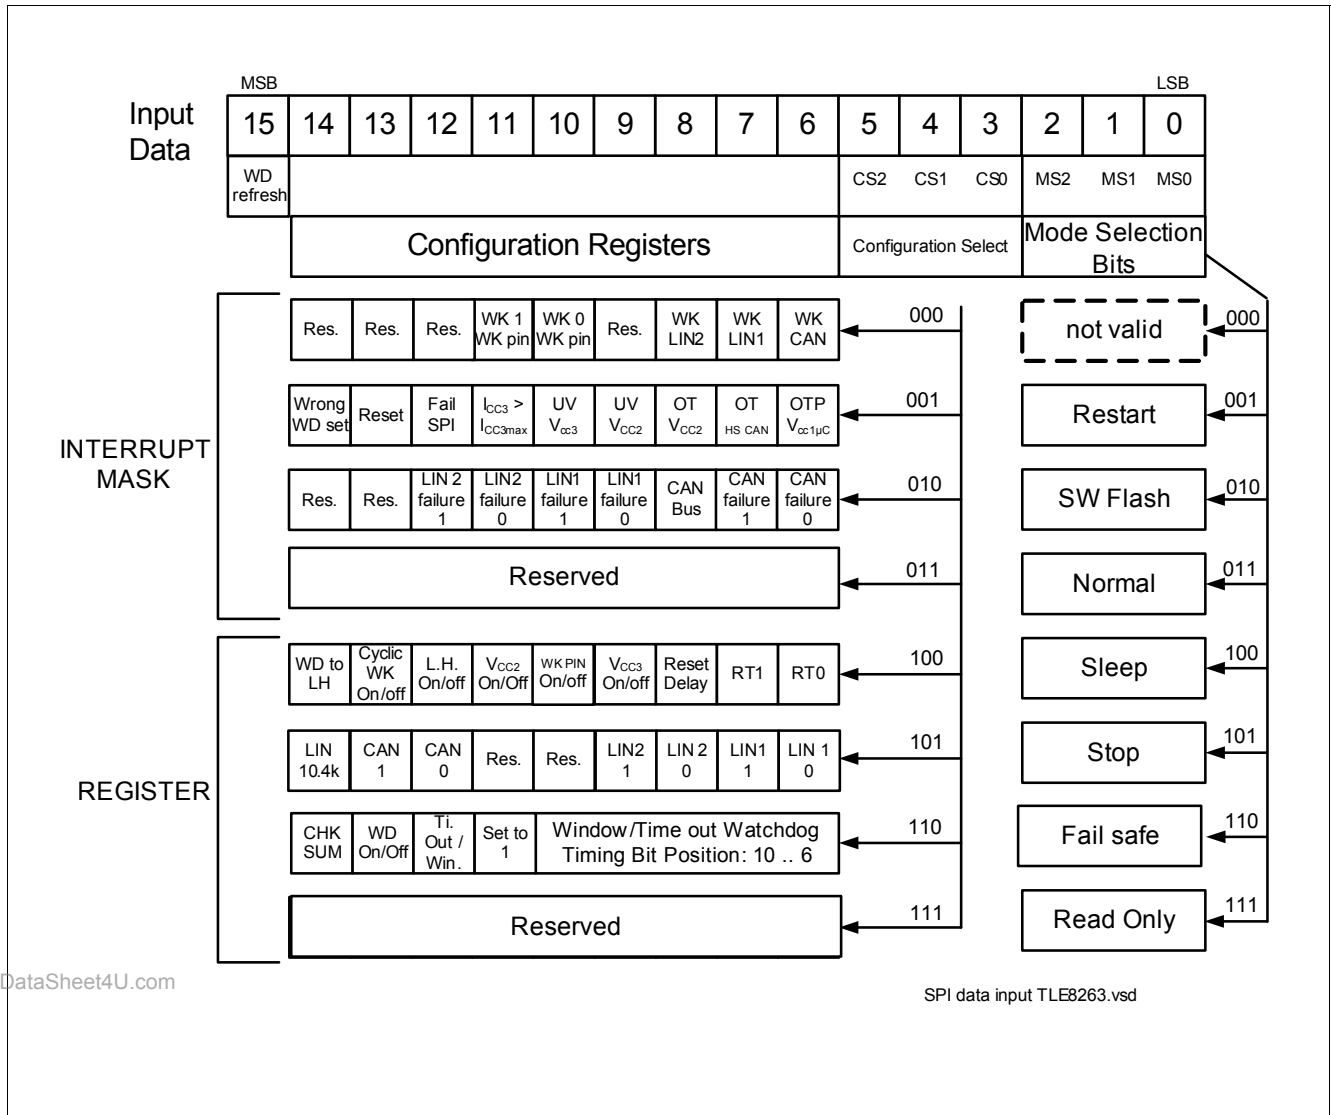 MSB LSB
Input Data 15 14 13 12 11 10 9 8 7 6 5 4 3 2 1 0
WD refresh CS2 CS1 CS0 MS2 MS1 MS0
Configuration Registers Configuration Select Mode Selection Bits
INTERRUPT MASK
Res. Res. Res. WK 1 WK pin WK 0 WK pin Res. WK LIN2 WK LIN1 WK CAN 000 not valid 000
Wrong WD set Reset Fail SPI ICC3 > ICC3max UV Vcc3 UV VCC2 OT VCC2 OT HS CAN OTP Vcc1µC 001 Restart 001
Res. Res. LIN 2 failure 1 LIN2 failure 0 LIN1 failure 1 LIN1 failure 0 CAN Bus CAN failure 1 CAN failure 0 010 SW Flash 010
Reserved 011 Normal 011
REGISTER
WD to LH Cyclic WK On/off L.H. On/off VCC2 On/Off WK PIN On/off VCC3 On/off Reset Delay RT1 RT0 100 Sleep 100
LIN 10.4k CAN 1 CAN 0 Res. Res. LIN2 1 LIN 2 0 LIN1 1 LIN 1 0 101 Stop 101
CHK SUM WD On/Off Ti. Out / Win. Set to 1 Window/Time out Watchdog Timing Bit Position: 10 .. 6 110 Fail safe 110
Reserved 111 Read Only 111
DataSheet4U.com
SPI data input TLE8263.vsd